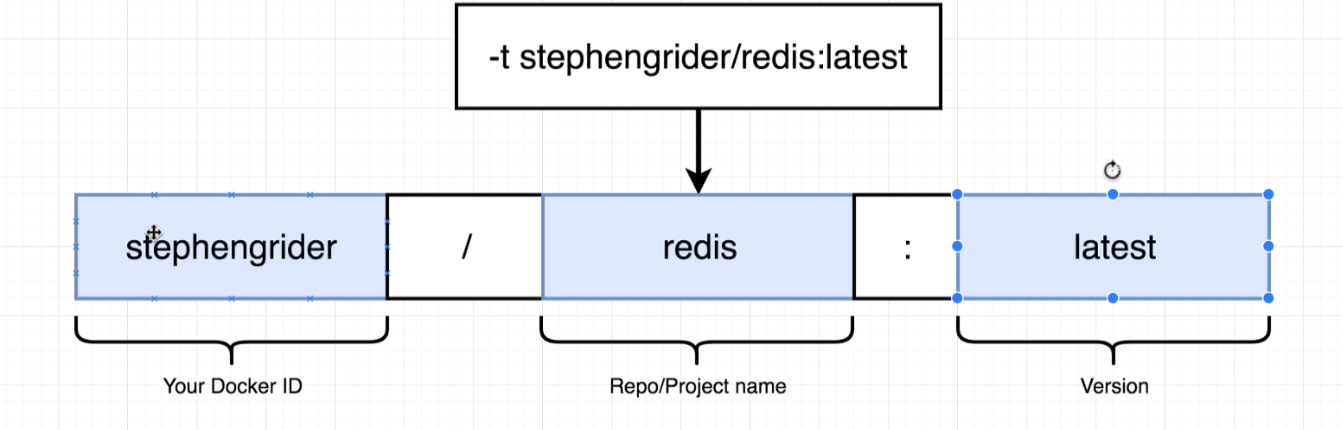 -t stephengrider/redis:latest
stephengrider / redis : latest
Your Docker ID Repo/Project name Version